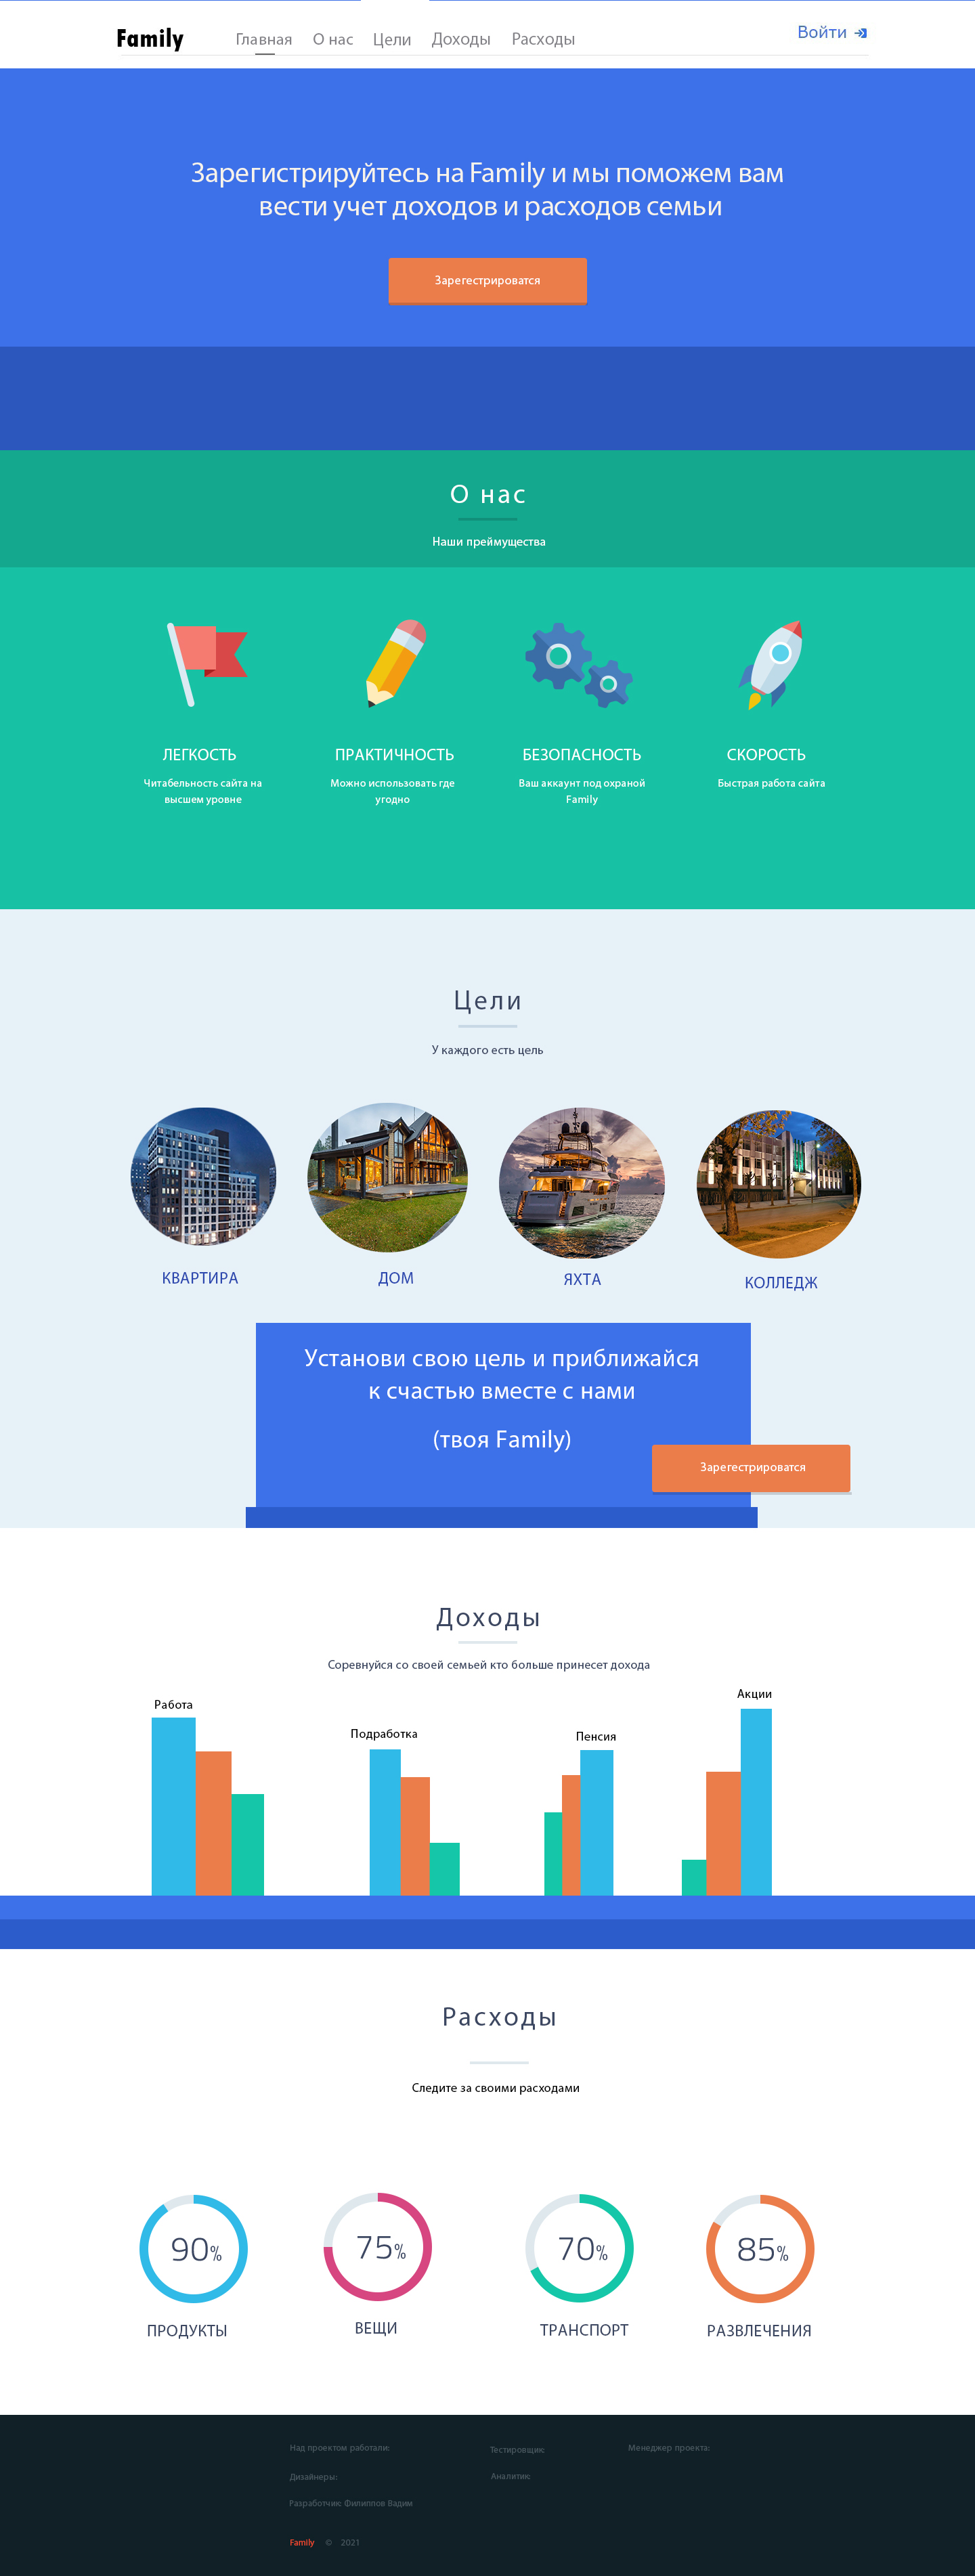 Family
Главная
О нас
Цели
Доходы
Расходы
Войти
Зарегистрируйтесь на Family и мы поможем вам
вести учет доходов и расходов семьи
Зарегестрироватся
О нас
Наши преймущества
ЛЕГКОСТЬ
ПРАКТИЧНОСТЬ
БЕЗОПАСНОСТЬ
СКОРОСТЬ
Читабельность сайта на
высшем уровне
Можно использовать где
угодно
Ваш аккаунт под охраной
Family
Быстрая работа сайта
Цели
У каждого есть цель
КВАРТИРА
ДОМ
ЯХТА
КОЛЛЕДЖ
Установи свою цель и приближайся
к счастью вместе с нами
(твоя Family)
Зарегестрироватся
Доходы
Соревнуйся со своей семьей кто больше принесет дохода
Работа
Подработка
Пенсия
Акции
Расходы
Следите за своими расходами
90%
75%
70%
85%
ПРОДУКТЫ
ВЕЩИ
ТРАНСПОРТ
РАЗВЛЕЧЕНИЯ
Над проектом работали:
Тестировщик:
Менеджер проекта:
Дизайнеры:
Аналитик:
Разработчик: Филиппов Вадим
Family © 2021